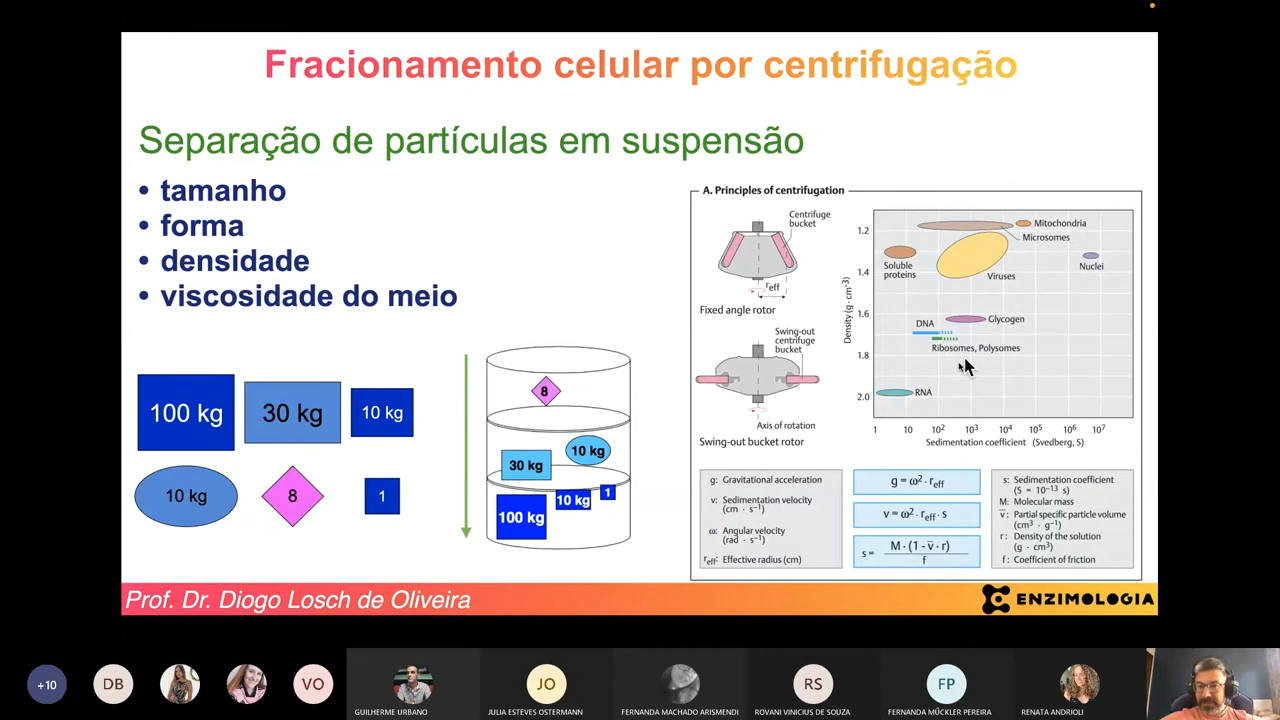 Fracionamento celular por centrifugação
Separação de partículas em suspensão
• tamanho
• forma
• densidade
• viscosidade do meio
100 kg
30 kg
10 kg
10 kg
8
1
8
10 kg
30 kg
1
10 kg
100 kg
A. Principles of centrifugation
Centrifuge
bucket
reff
Fixed angle rotor
Swing-out
centrifuge
bucket
Axis of rotation
Swing-out bucket rotor
Density (g · cm-3)
1.2
1.4
1.6
1.8
2.0
Mitochondria
Microsomes
Soluble
proteins
Viruses
Nuclei
Glycogen
DNA
Ribosomes, Polysomes
RNA
1 10 10² 10³ 10⁴ 10⁵ 10⁶ 10⁷
Sedimentation coefficient (Svedberg, S)
g: Gravitational acceleration
v: Sedimentation velocity
(cm · s-1)
ω: Angular velocity
(rad · s-1)
reff: Effective radius (cm)
g = ω² · reff
v = ω² · reff · s
s = M · (1 - v̅ · r)
f
s: Sedimentation coefficient
(S = 10-13 s)
M: Molecular mass
v̅: Partial specific particle volume
(cm3 · g-1)
r: Density of the solution
(g · cm3)
f: Coefficient of friction
Prof. Dr. Diogo Losch de Oliveira
ENZIMOLOGIA
+10
DB
VO
JO
RS
FP
GUILHERME URBANO
JULIA ESTEVES OSTERMANN
FERNANDA MACHADO ARISMENDI
ROVANI VINICIUS DE SOUZA
FERNANDA MÜCKLER PEREIRA
RENATA ANDRIOLI